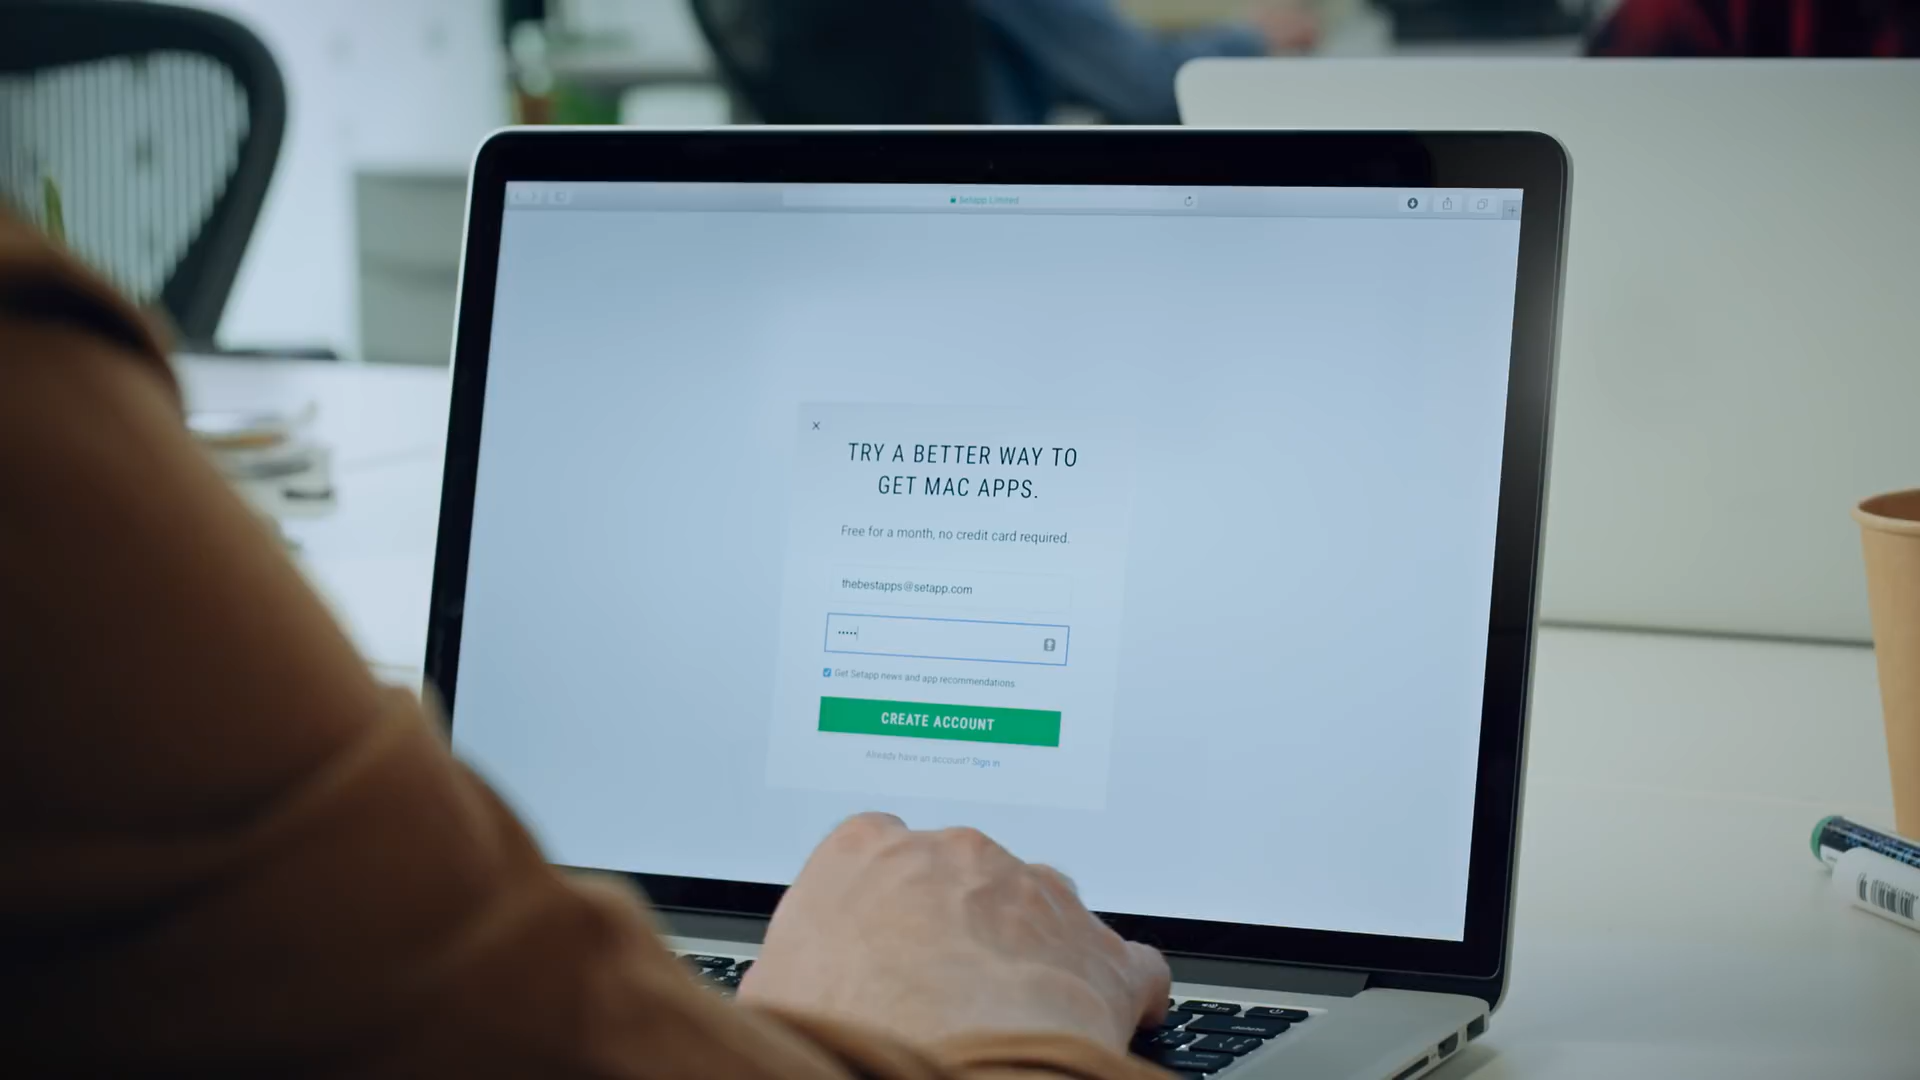 Setapp Limited
TRY A BETTER WAY TO
GET MAC APPS.
Free for a month, no credit card required.
thebestapps@setapp.com
•••••
Get Setapp news and app recommendations
CREATE ACCOUNT
Already have an account? Sign in
delete